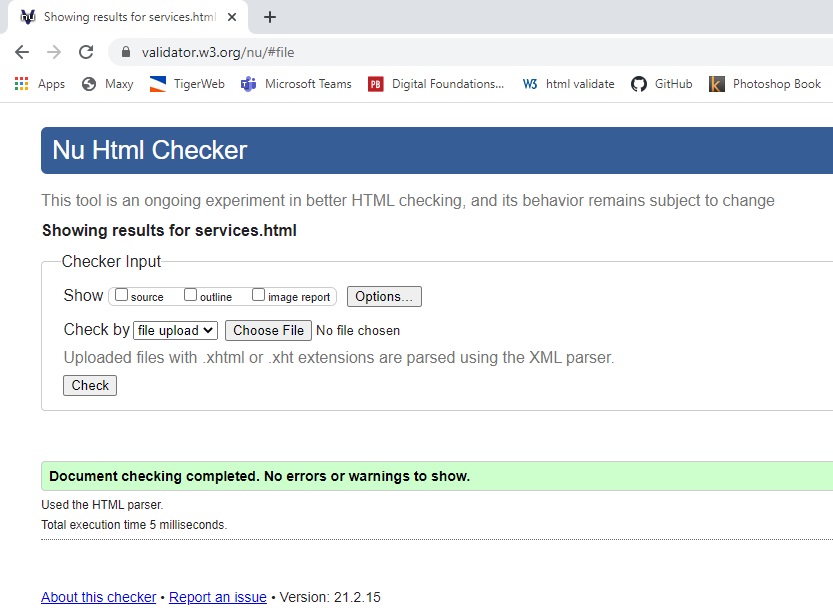 Showing results for services.html
validator.w3.org/nu/#file
Apps Maxy TigerWeb Microsoft Teams PB Digital Foundations... W3 html validate GitHub k Photoshop Book
Nu Html Checker
This tool is an ongoing experiment in better HTML checking, and its behavior remains subject to change
Showing results for services.html
Checker Input
Show source outline image report Options...
Check by file upload Choose File No file chosen
Uploaded files with .xhtml or .xht extensions are parsed using the XML parser.
Check
Document checking completed. No errors or warnings to show.
Used the HTML parser.
Total execution time 5 milliseconds.
About this checker • Report an issue • Version: 21.2.15